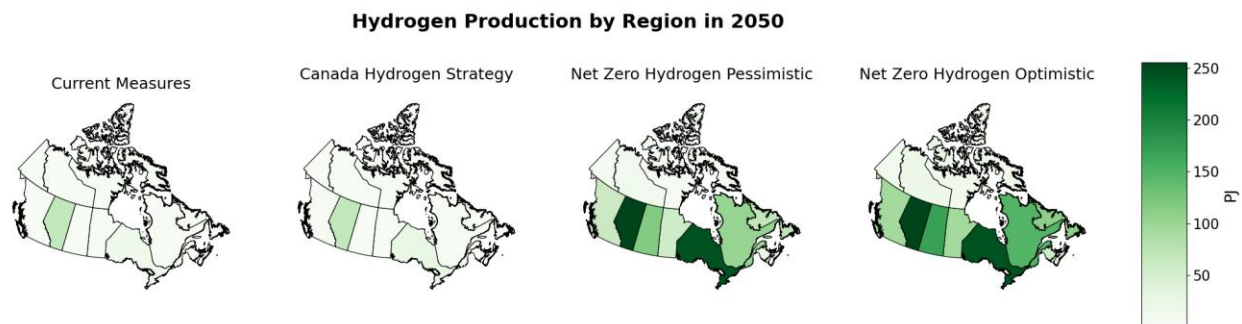 Hydrogen Production by Region in 2050
Current Measures
Canada Hydrogen Strategy
Net Zero Hydrogen Pessimistic
Net Zero Hydrogen Optimistic
250
200
150
100
50
PJ